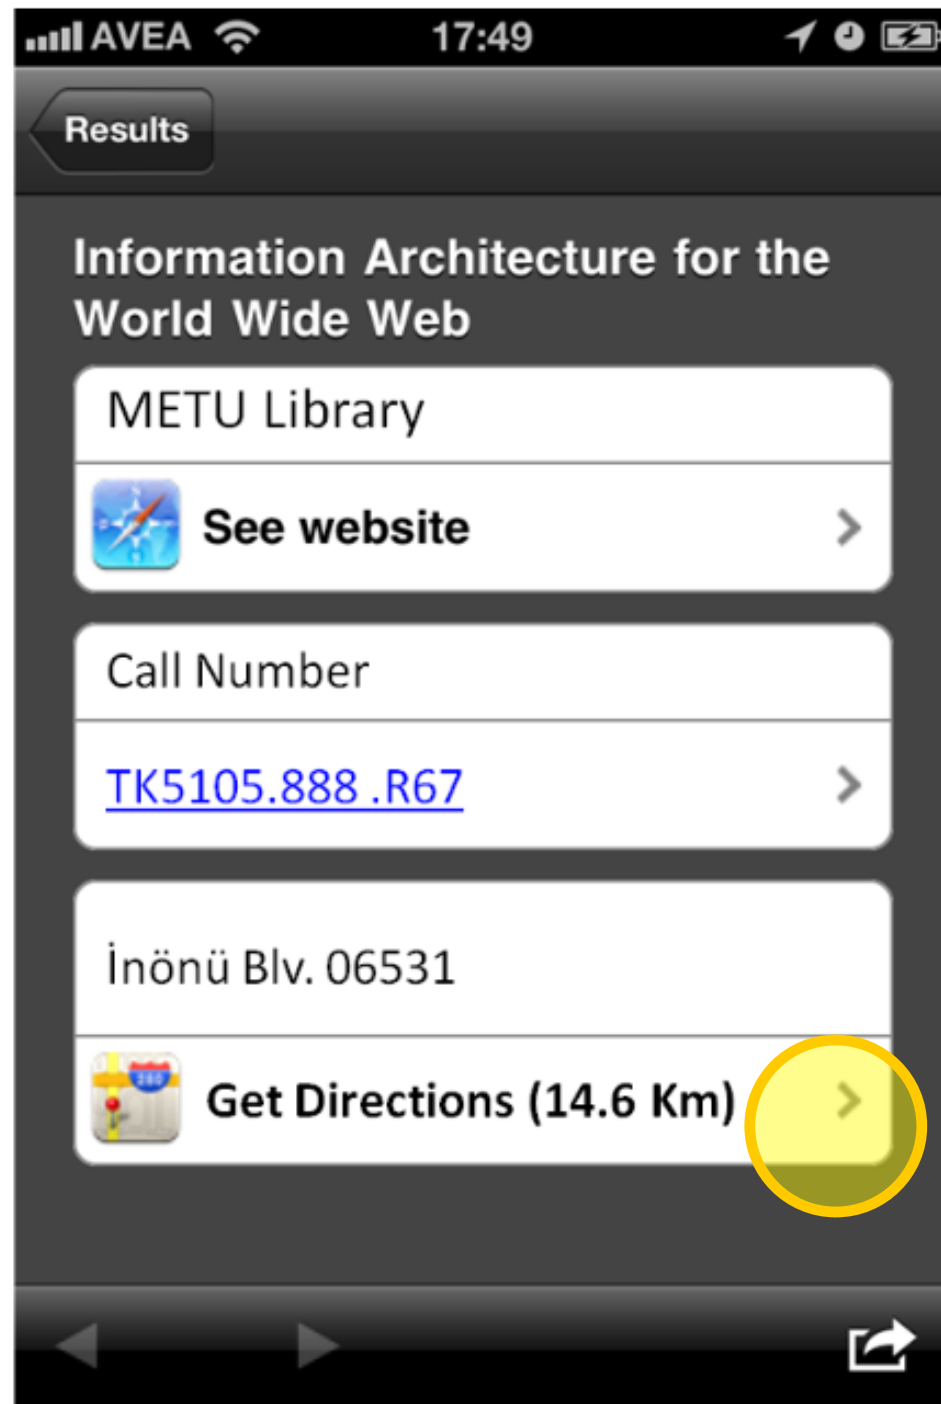 AVEA 17:49
Results
Information Architecture for the
World Wide Web
METU Library
See website
Call Number
TK5105.888 .R67
İnönü Blv. 06531
280
Get Directions (14.6 Km)